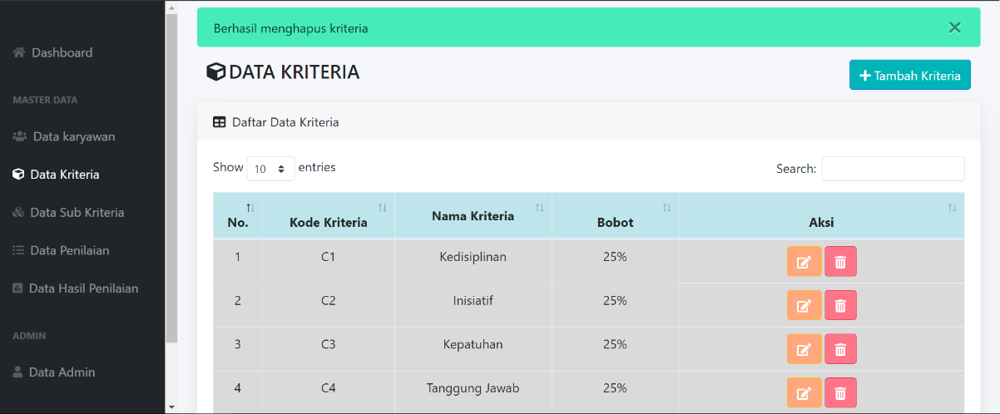 Berhasil menghapus kriteria
×
Dashboard
DATA KRITERIA
Tambah Kriteria
MASTER DATA
Daftar Data Kriteria
Data karyawan
Data Kriteria
Show 10 entries
Search:
Data Sub Kriteria
No. Kode Kriteria Nama Kriteria Bobot Aksi
Data Penilaian
1 C1 Kedisiplinan 25%
Data Hasil Penilaian
2 C2 Inisiatif 25%
ADMIN
3 C3 Kepatuhan 25%
Data Admin
4 C4 Tanggung Jawab 25%